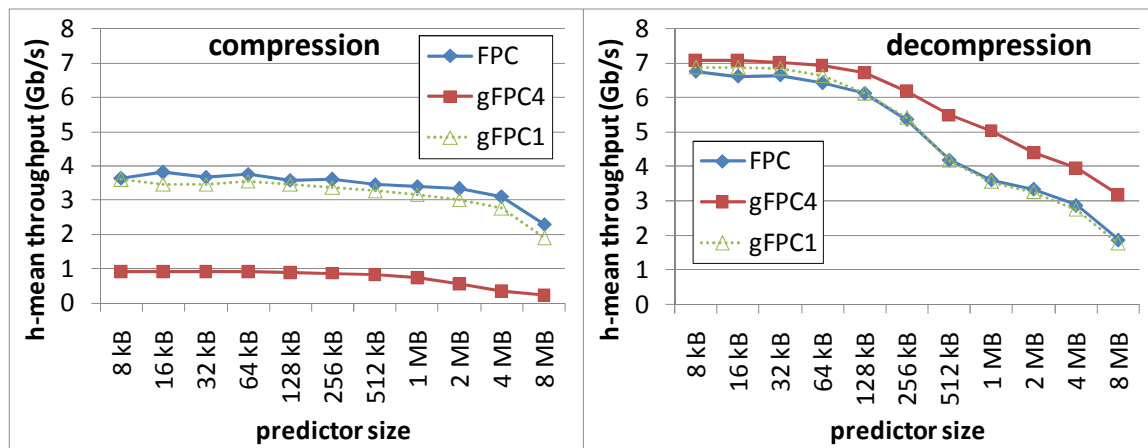 compression
h-mean throughput (Gb/s)
8
7
6
5
4
3
2
1
0
FPC
gFPC4
gFPC1
8 kB
16 kB
32 kB
64 kB
128 kB
256 kB
512 kB
1 MB
2 MB
4 MB
8 MB
predictor size
decompression
h-mean throughput (Gb/s)
8
7
6
5
4
3
2
1
0
FPC
gFPC4
gFPC1
8 kB
16 kB
32 kB
64 kB
128 kB
256 kB
512 kB
1 MB
2 MB
4 MB
8 MB
predictor size